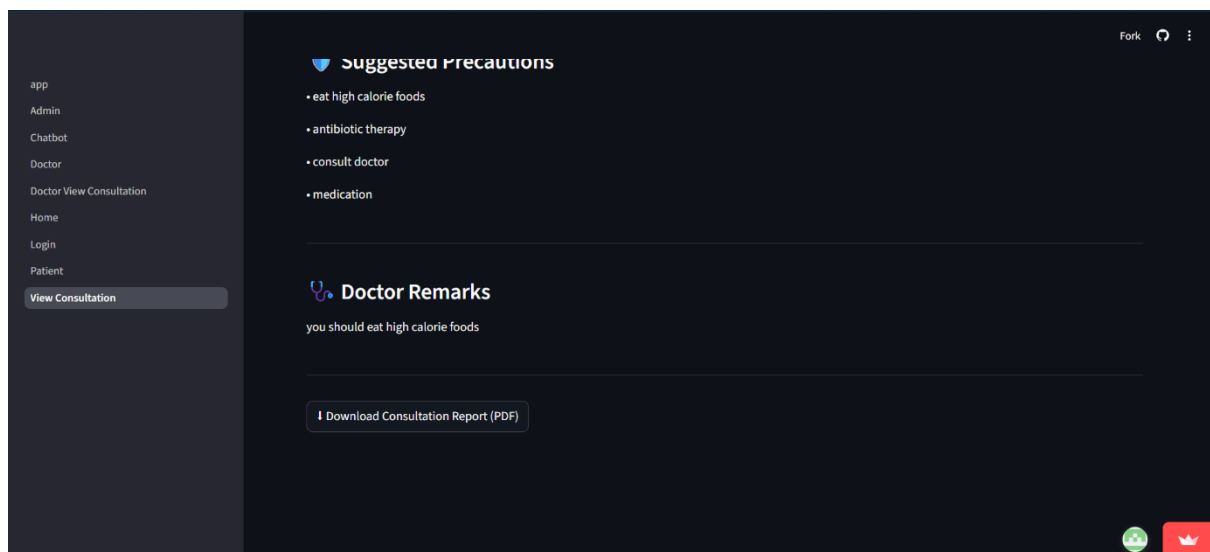 Fork
app
Admin
Chatbot
Doctor
Doctor View Consultation
Home
Login
Patient
View Consultation
Suggested Precautions
• eat high calorie foods
• antibiotic therapy
• consult doctor
• medication
Doctor Remarks
you should eat high calorie foods
⬇ Download Consultation Report (PDF)